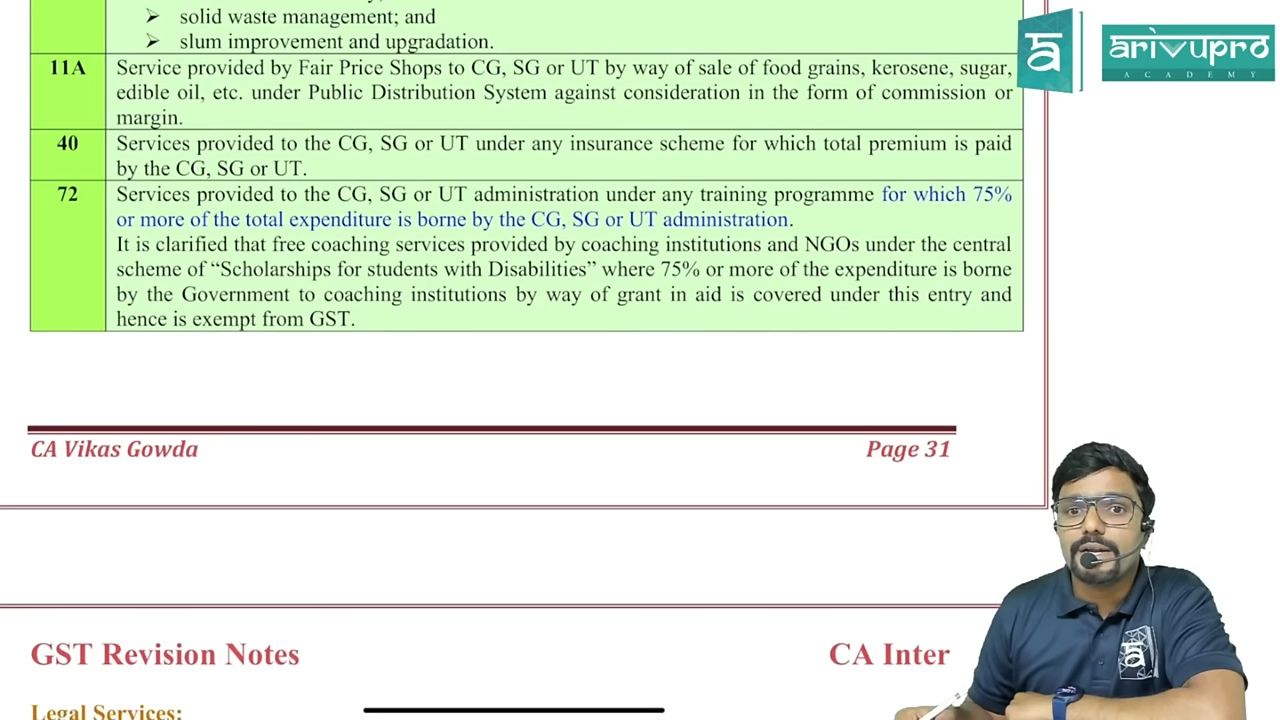 ➢ solid waste management; and
➢ slum improvement and upgradation.
11A Service provided by Fair Price Shops to CG, SG or UT by way of sale of food grains, kerosene, sugar,
edible oil, etc. under Public Distribution System against consideration in the form of commission or
margin.
40 Services provided to the CG, SG or UT under any insurance scheme for which total premium is paid
by the CG, SG or UT.
72 Services provided to the CG, SG or UT administration under any training programme for which 75%
or more of the total expenditure is borne by the CG, SG or UT administration.
It is clarified that free coaching services provided by coaching institutions and NGOs under the central
scheme of “Scholarships for students with Disabilities” where 75% or more of the expenditure is borne
by the Government to coaching institutions by way of grant in aid is covered under this entry and
hence is exempt from GST.
CA Vikas Gowda Page 31
GST Revision Notes CA Inter
Legal Services:
arivupro
ACADEMY